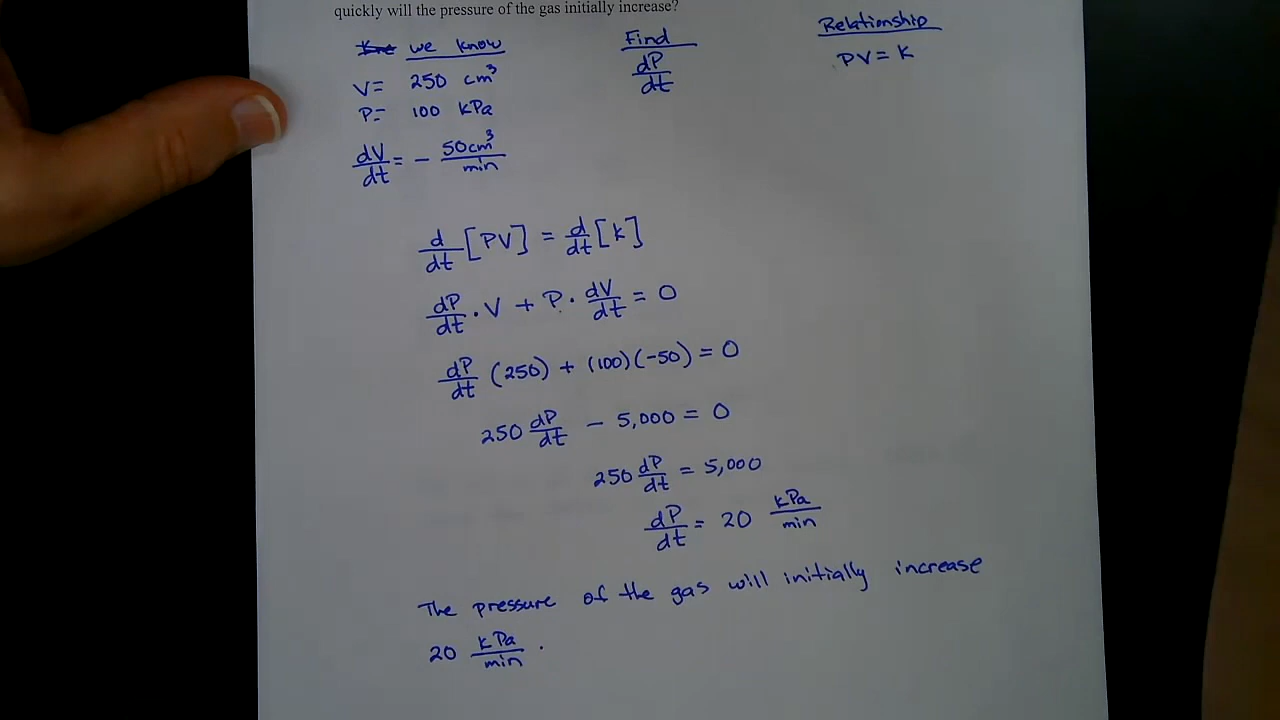 quickly will the pressure of the gas initially increase?
we know
V = 250 cm³
P = 100 kPa
dV/dt = - 50cm³/min
Find
dP/dt
Relationship
PV = K
d/dt [PV] = d/dt [K]
dP/dt · V + P · dV/dt = 0
dP/dt (250) + (100)(-50) = 0
250 dP/dt - 5,000 = 0
250 dP/dt = 5,000
dP/dt = 20 kPa/min
The pressure of the gas will initially increase
20 kPa/min .